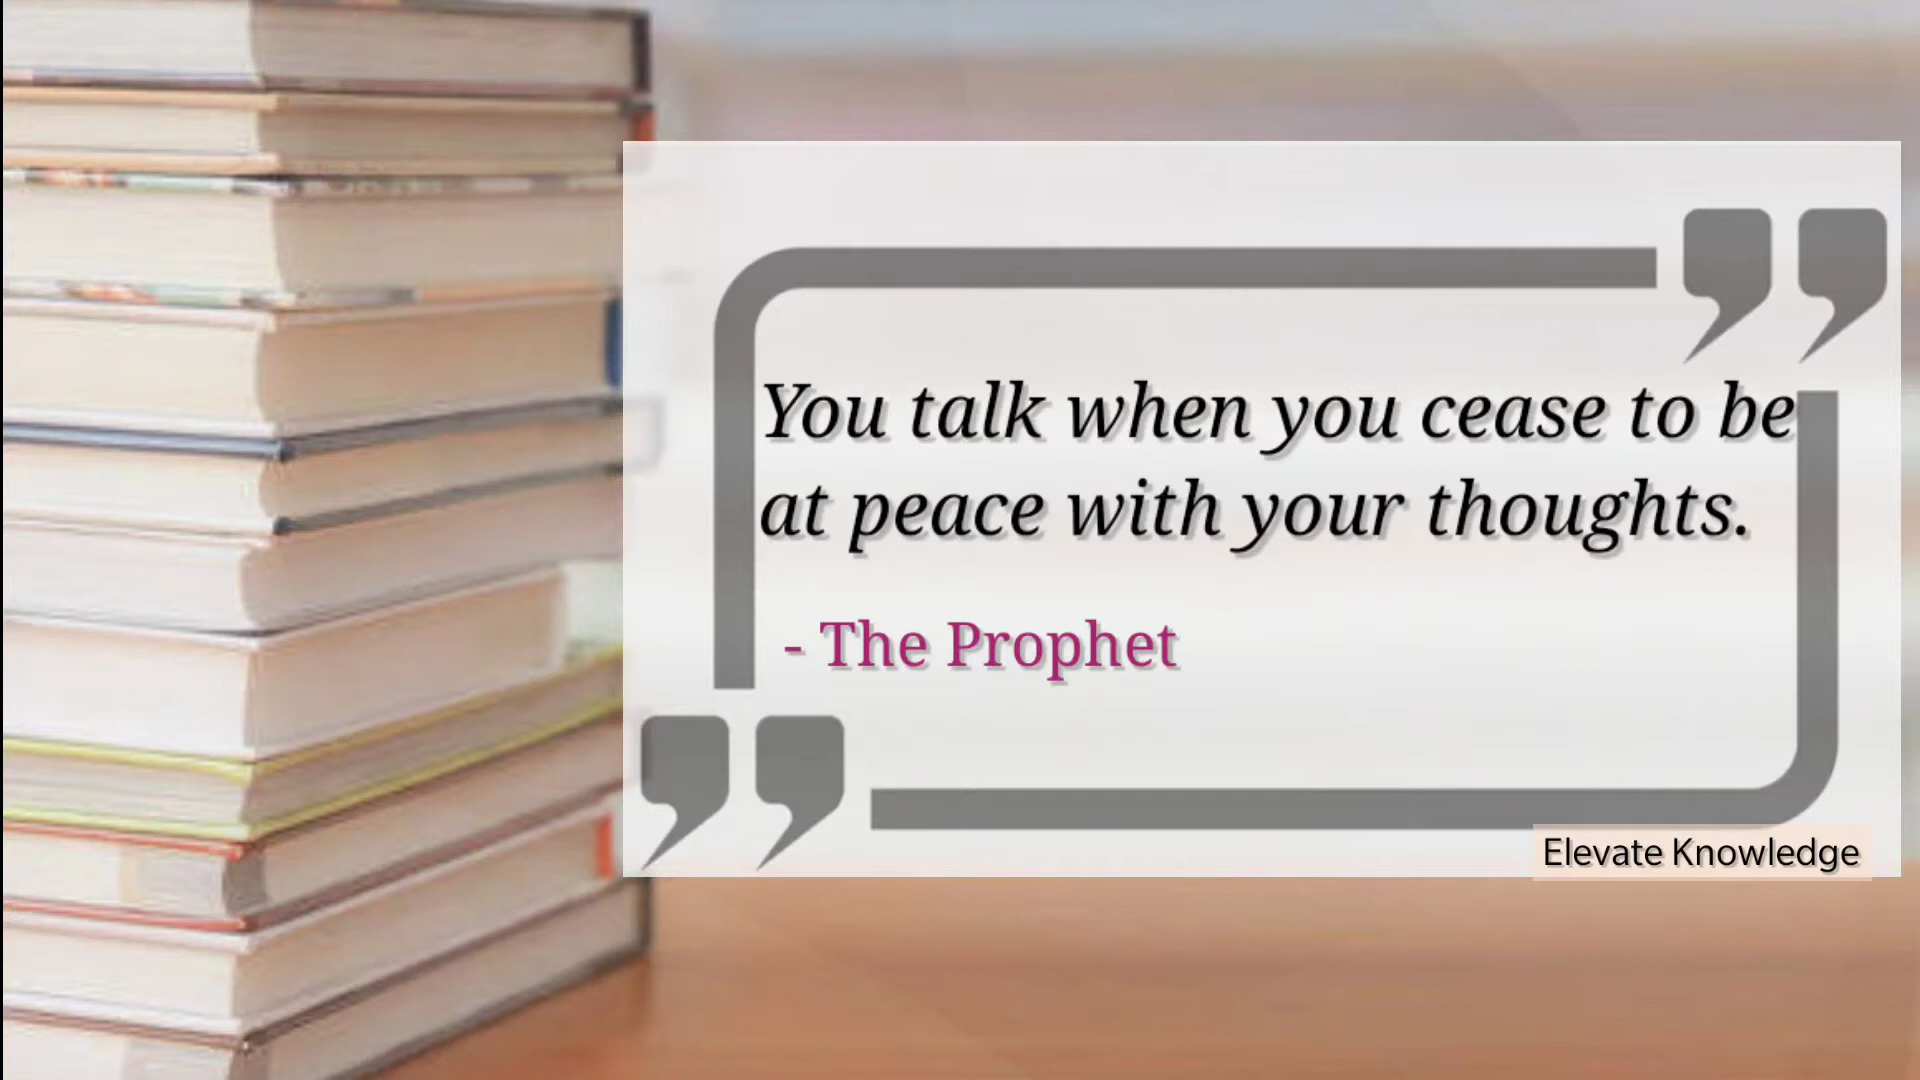 You talk when you cease to be
at peace with your thoughts.
- The Prophet
Elevate Knowledge